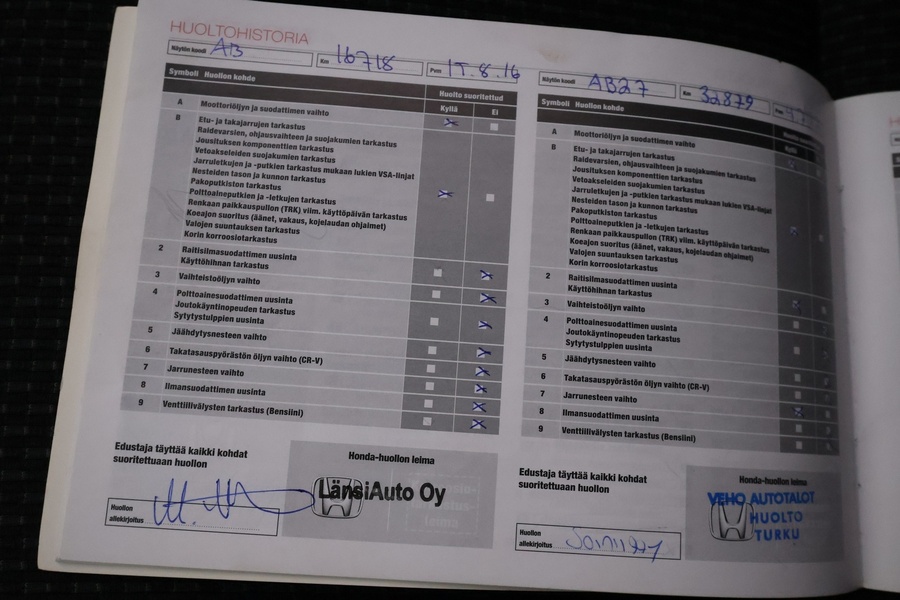 HUOLTOHISTORIA
Näytön koodi AB Km 16718 Pvm 17.8.16
Symboli Huollon kohde Huolto suoritettud
Kyllä Ei
A Moottoriöljyn ja suodattimen vaihto
B Etu- ja takajarrujen tarkastus
Raidevarsien, ohjausvaihteen ja suojakumien tarkastus
Jousituksen komponenttien tarkastus
Vetoakseleiden suojakumien tarkastus
Jarruletkujen ja -putkien tarkastus mukaan lukien VSA-linjat
Nesteiden tason ja kunnon tarkastus
Pakoputkiston tarkastus
Polttoaineputkien ja -letkujen tarkastus
Renkaan paikkauspullon (TRK) viim. käyttöpäivän tarkastus
Koeajon suoritus (äänet, vakaus, kojelaudan ohjaimet)
Valojen suuntauksen tarkastus
Korin korroosiotarkastus
2 Raitisilmasuodattimen uusinta
Käyttöhihnan tarkastus
3 Vaihteistoöljyn vaihto
4 Polttoainesuodattimen uusinta
Joutokäyntinopeuden tarkastus
Sytytystulppien uusinta
5 Jäähdytysnesteen vaihto
6 Takatasauspyörästön öljyn vaihto (CR-V)
7 Jarrunesteen vaihto
8 Ilmansuodattimen uusinta
9 Venttiilivälysten tarkastus (Bensiini)
Edustaja täyttää kaikki kohdat
suoritettuaan huollon
Honda-huollon leima
LänsiAuto Oy
Huollon
allekirjoitus
Näytön koodi AB27 Km 32879
Symboli Huollon kohde
A Moottoriöljyn ja suodattimen vaihto
B Etu- ja takajarrujen tarkastus
Raidevarsien, ohjausvaihteen ja suojakumien tarkastus
Jousituksen komponenttien tarkastus
Vetoakseleiden suojakumien tarkastus
Jarruletkujen ja -putkien tarkastus mukaan lukien VSA-linjat
Nesteiden tason ja kunnon tarkastus
Pakoputkiston tarkastus
Polttoaineputkien ja -letkujen tarkastus
Renkaan paikkauspullon (TRK) viim. käyttöpäivän tarkastus
Koeajon suoritus (äänet, vakaus, kojelaudan ohjaimet)
Valojen suuntauksen tarkastus
Korin korroosiotarkastus
2 Raitisilmasuodattimen uusinta
Käyttöhihnan tarkastus
3 Vaihteistoöljyn vaihto
4 Polttoainesuodattimen uusinta
Joutokäyntinopeuden tarkastus
Sytytystulppien uusinta
5 Jäähdytysnesteen vaihto
6 Takatasauspyörästön öljyn vaihto (CR-V)
7 Jarrunesteen vaihto
8 Ilmansuodattimen uusinta
9 Venttiilivälysten tarkastus (Bensiini)
Edustaja täyttää kaikki kohdat
suoritettuaan huollon
Honda-huollon leima
VEHO AUTOTALOT
HUOLTO
TURKU
Huollon
allekirjoitus